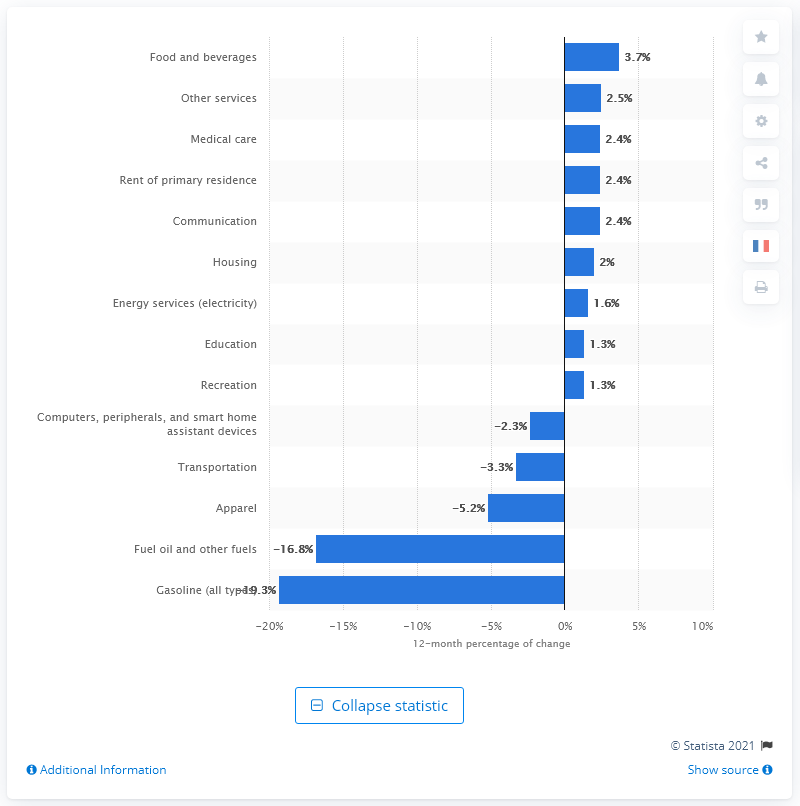 Food and beverages 3.7%
Other services 2.5%
Medical care 2.4%
Rent of primary residence 2.4%
Communication 2.4%
Housing 2%
Energy services (electricity) 1.6%
Education 1.3%
Recreation 1.3%
Computers, peripherals, and smart home
assistant devices −2.3%
Transportation −3.3%
Apparel −5.2%
Fuel oil and other fuels −16.8%
Gasoline (all types) −19.3%
−20% −15% −10% −5% 0% 5% 10%
12-month percentage of change
Collapse statistic
© Statista 2021
Additional Information
Show source